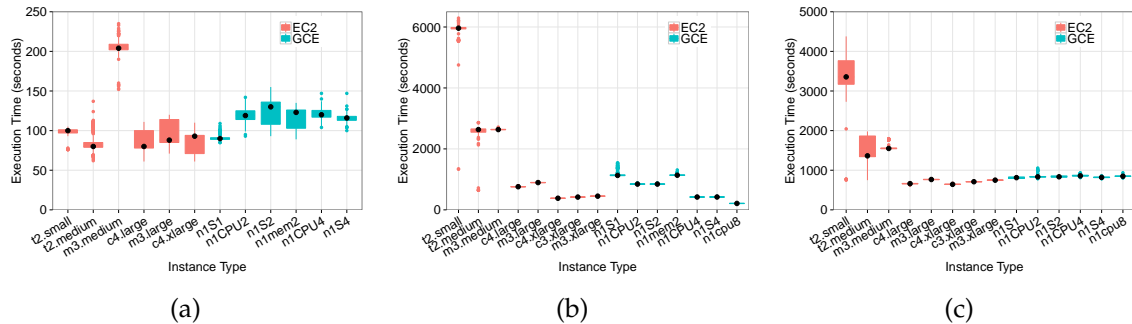 250
200
150
100
50
0
Execution Time (seconds)
EC2
GCE
t2.small
t2.medium
m3.medium
c4.large
m3.large
c4.xlarge
n1S1
n1CPU2
n1S2
n1mem2
n1CPU4
n1S4
Instance Type
(a)
6000
4000
2000
0
Execution Time (seconds)
EC2
GCE
t2.small
t2.medium
m3.medium
c4.large
m3.large
c4.xlarge
c3.xlarge
m3.xlarge
n1S1
n1CPU2
n1S2
n1mem2
n1CPU4
n1S4
n1cpu8
Instance Type
(b)
5000
4000
3000
2000
1000
0
Execution Time (seconds)
EC2
GCE
t2.small
t2.medium
m3.medium
c4.large
m3.large
c4.xlarge
c3.xlarge
m3.xlarge
n1S1
n1CPU2
n1S2
n1CPU4
n1S4
n1cpu8
Instance Type
(c)